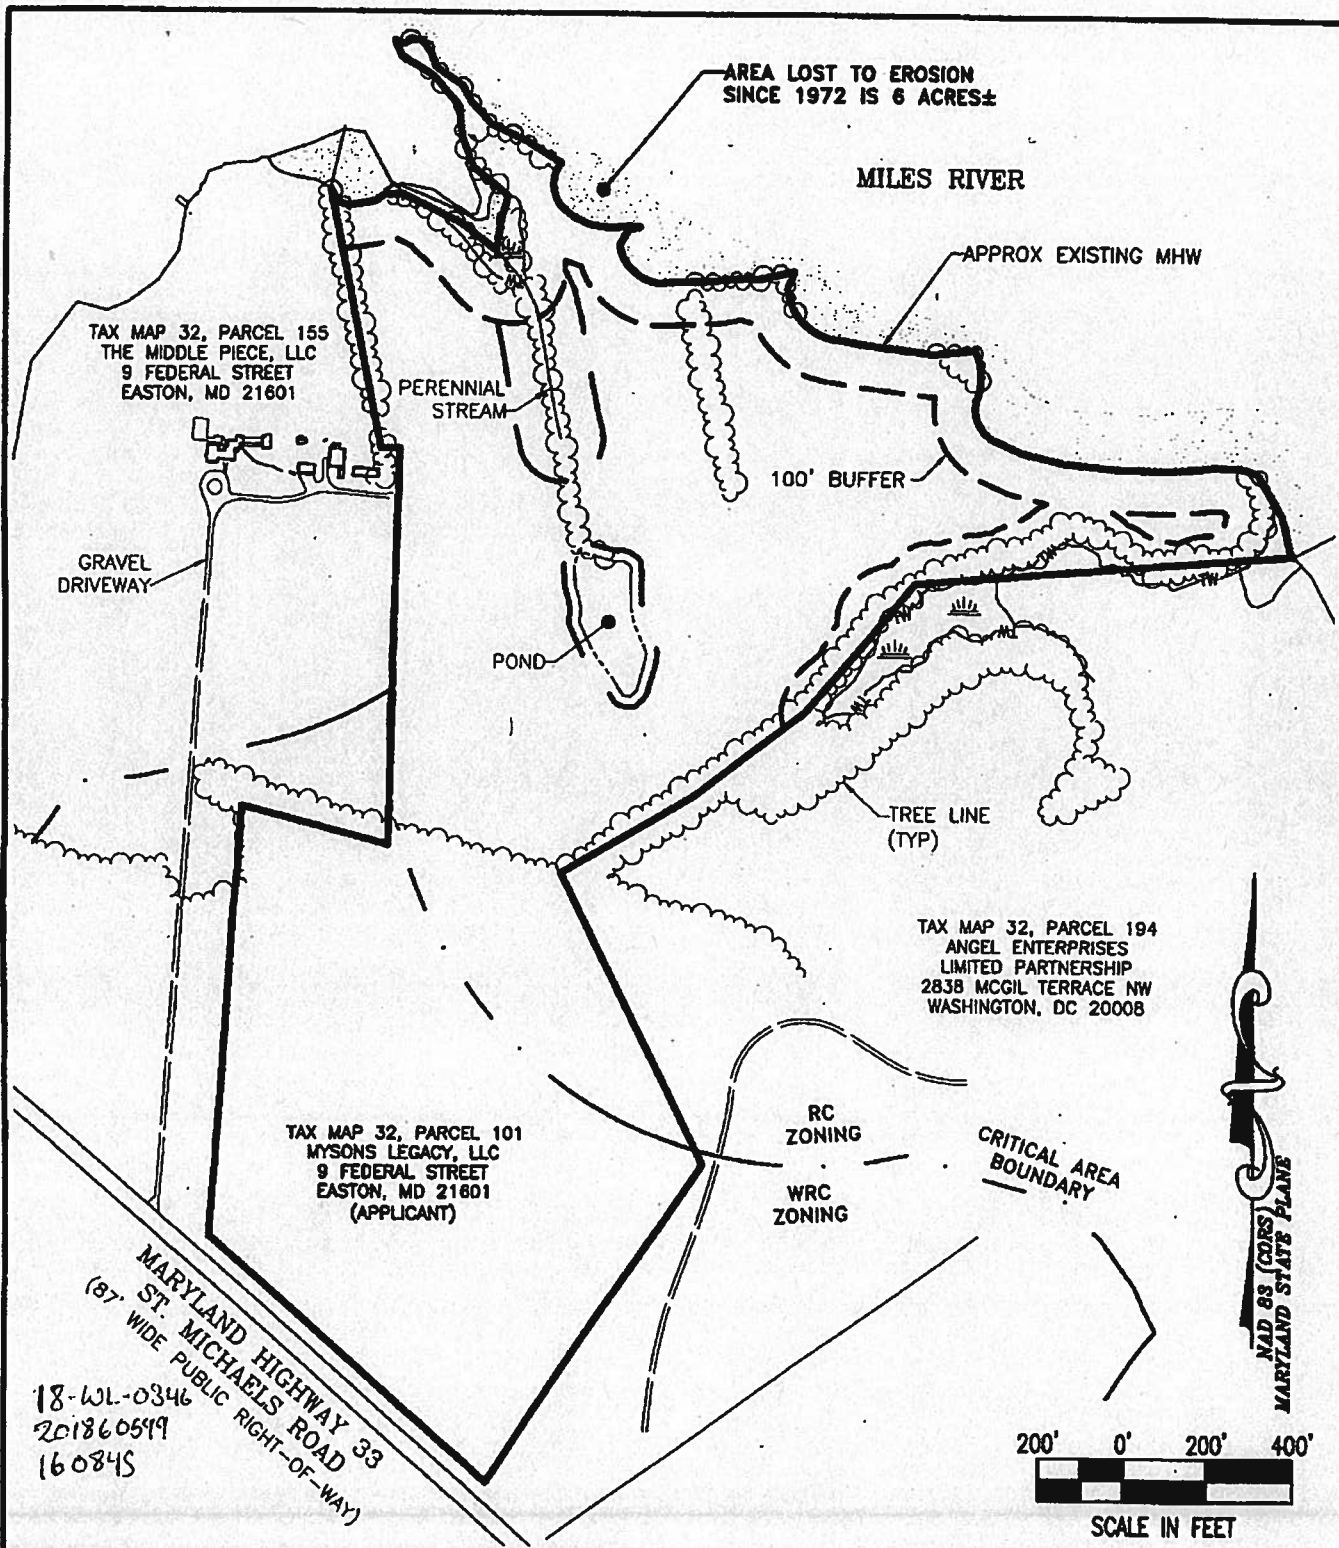 AREA LOST TO EROSION
SINCE 1972 IS 6 ACRES±
MILES RIVER
APPROX EXISTING MHW
TAX MAP 32, PARCEL 155
THE MIDDLE PIECE, LLC
9 FEDERAL STREET
EASTON, MD 21601
PERENNIAL
STREAM
100' BUFFER
GRAVEL
DRIVEWAY
POND
TW
TW
TW
TREE LINE
(TYP)
TAX MAP 32, PARCEL 194
ANGEL ENTERPRISES
LIMITED PARTNERSHIP
2838 MCGIL TERRACE NW
WASHINGTON, DC 20008
RC
ZONING
WRC
ZONING
CRITICAL AREA
BOUNDARY
TAX MAP 32, PARCEL 101
MYSONS LEGACY, LLC
9 FEDERAL STREET
EASTON, MD 21601
(APPLICANT)
MARYLAND HIGHWAY 33
ST. MICHAELS ROAD
(87' WIDE PUBLIC RIGHT-OF-WAY)
NAD 83 (CORS)
MARYLAND STATE PLANE
18-WL-0346
201860599
16084S
200' 0' 200' 400'
SCALE IN FEET